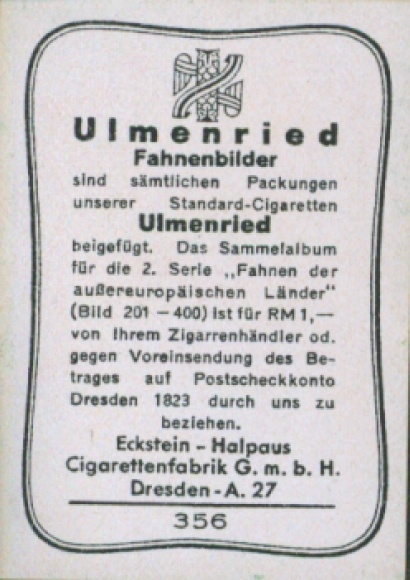 Ulmenried
Fahnenbilder
sind sämtlichen Packungen
unserer Standard-Cigaretten
Ulmenried
beigefügt. Das Sammelalbum
für die 2. Serie „Fahnen der
außereuropäischen Länder"
(Bild 201 — 400) ist für RM 1,—
von Ihrem Zigarrenhändler od.
gegen Voreinsendung des Be-
trages auf Postscheckkonto
Dresden 1823 durch uns zu
beziehen.
Eckstein - Halpaus
Cigarettenfabrik G. m. b. H.
Dresden-A. 27
356